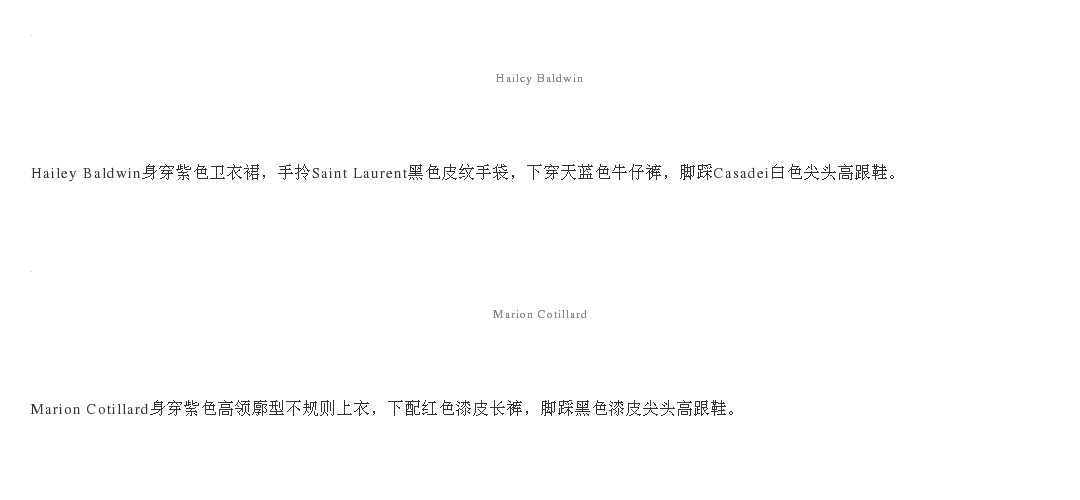 Hailey Baldwin
Hailey Baldwin身穿紫色卫衣裙，手拎Saint Laurent黑色皮纹手袋，下穿天蓝色牛仔裤，脚踩Casadei白色尖头高跟鞋。
Marion Cotillard
Marion Cotillard身穿紫色高领廓型不规则上衣，下配红色漆皮长裤，脚踩黑色漆皮尖头高跟鞋。